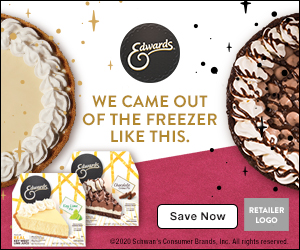 Edwards
WE CAME OUT
OF THE FREEZER
LIKE THIS.
Edwards
Edwards
Key Lime
Save Now
RETAILER
LOGO
©2020 Schwan's Consumer Brands, Inc. All rights reserved.